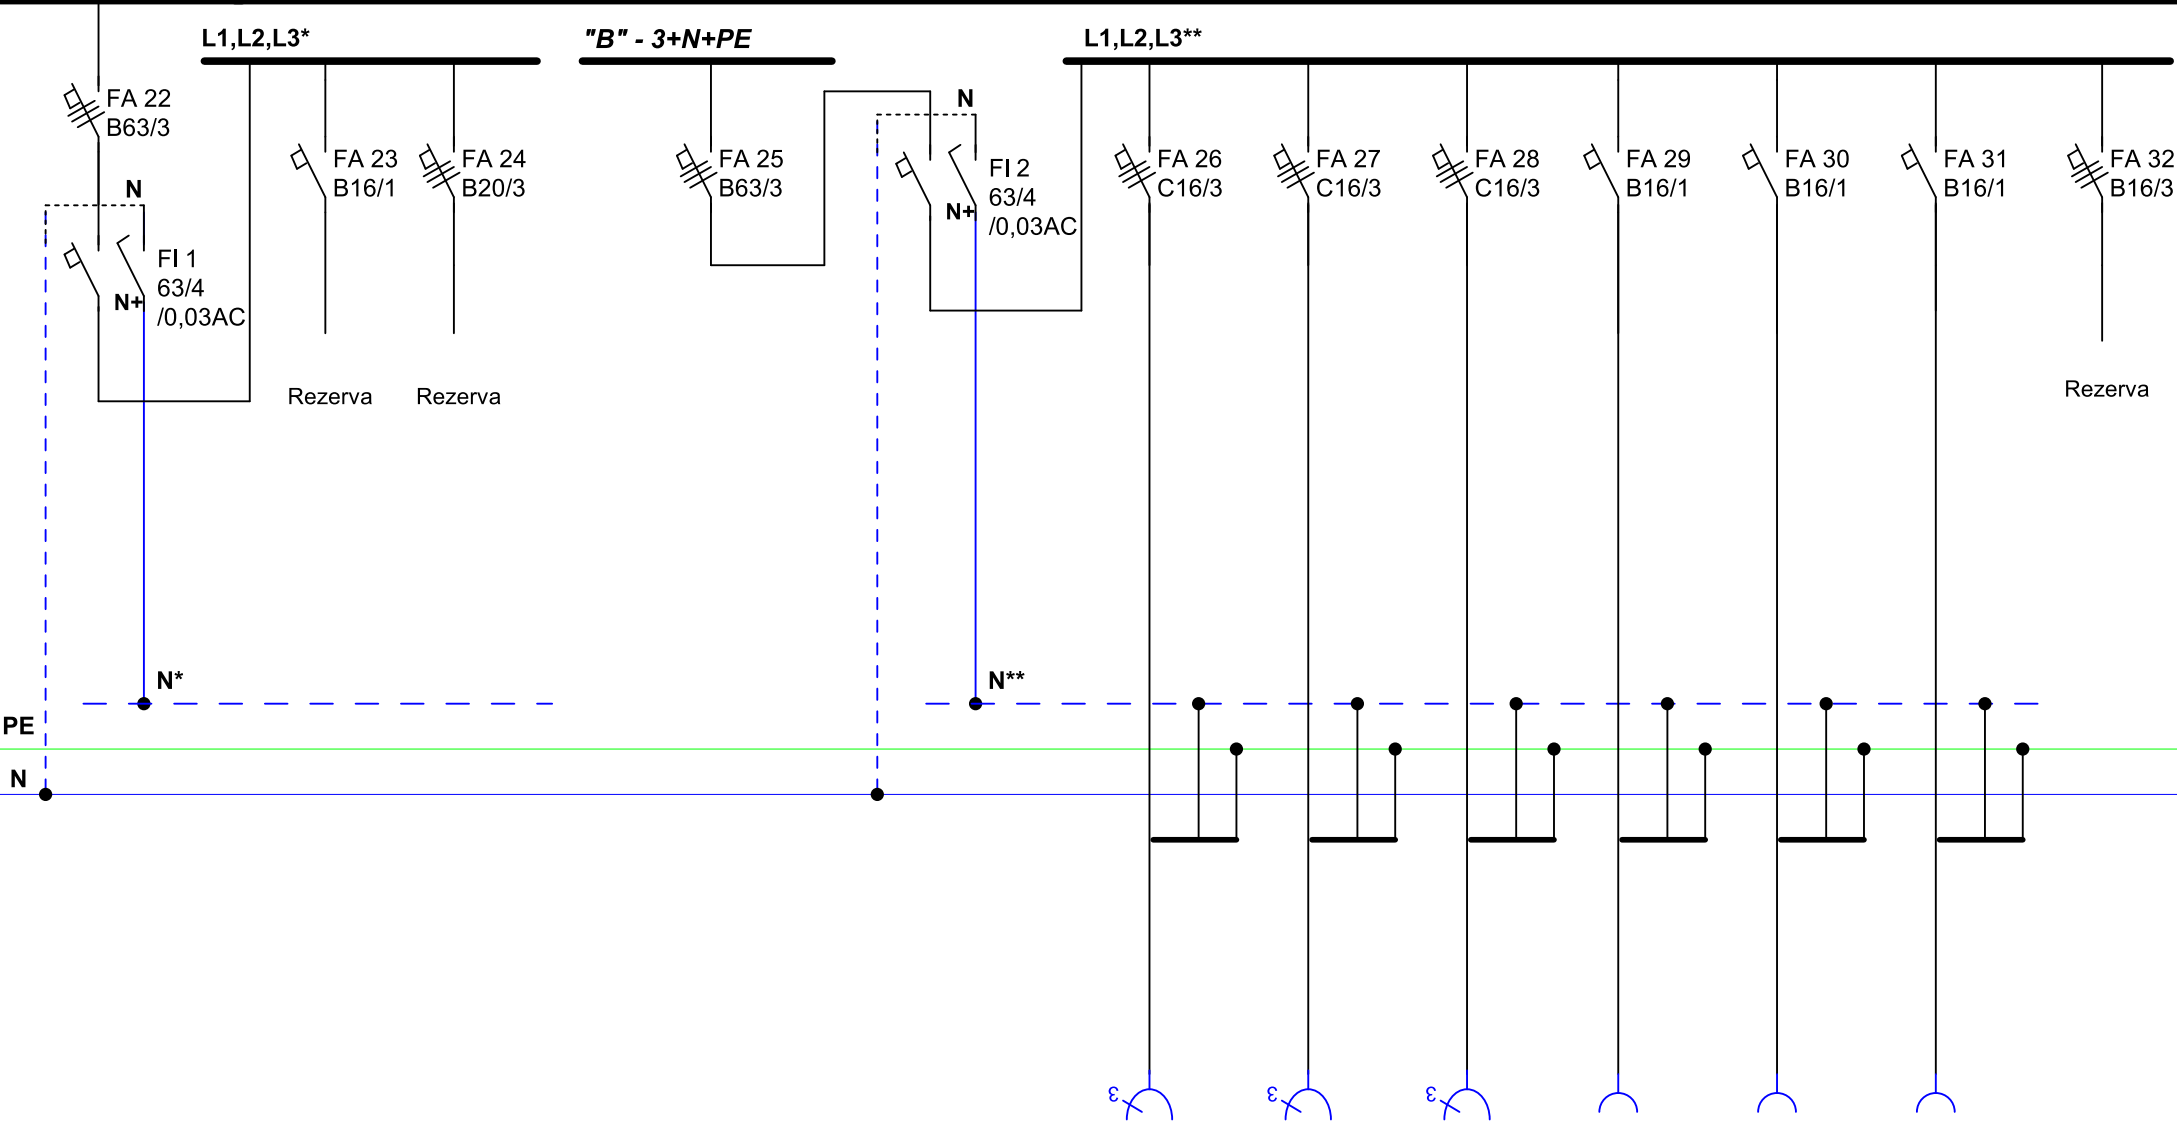 L1,L2,L3*
"B" - 3+N+PE
L1,L2,L3**
FA 22
B63/3
N
FI 1
63/4
/0,03AC
N+
FA 23
B16/1
Rezerva
FA 24
B20/3
Rezerva
FA 25
B63/3
N
FI 2
63/4
/0,03AC
N+
FA 26
C16/3
FA 27
C16/3
FA 28
C16/3
FA 29
B16/1
FA 30
B16/1
FA 31
B16/1
FA 32
B16/3
Rezerva
N*
N**
PE
N
3
3
3